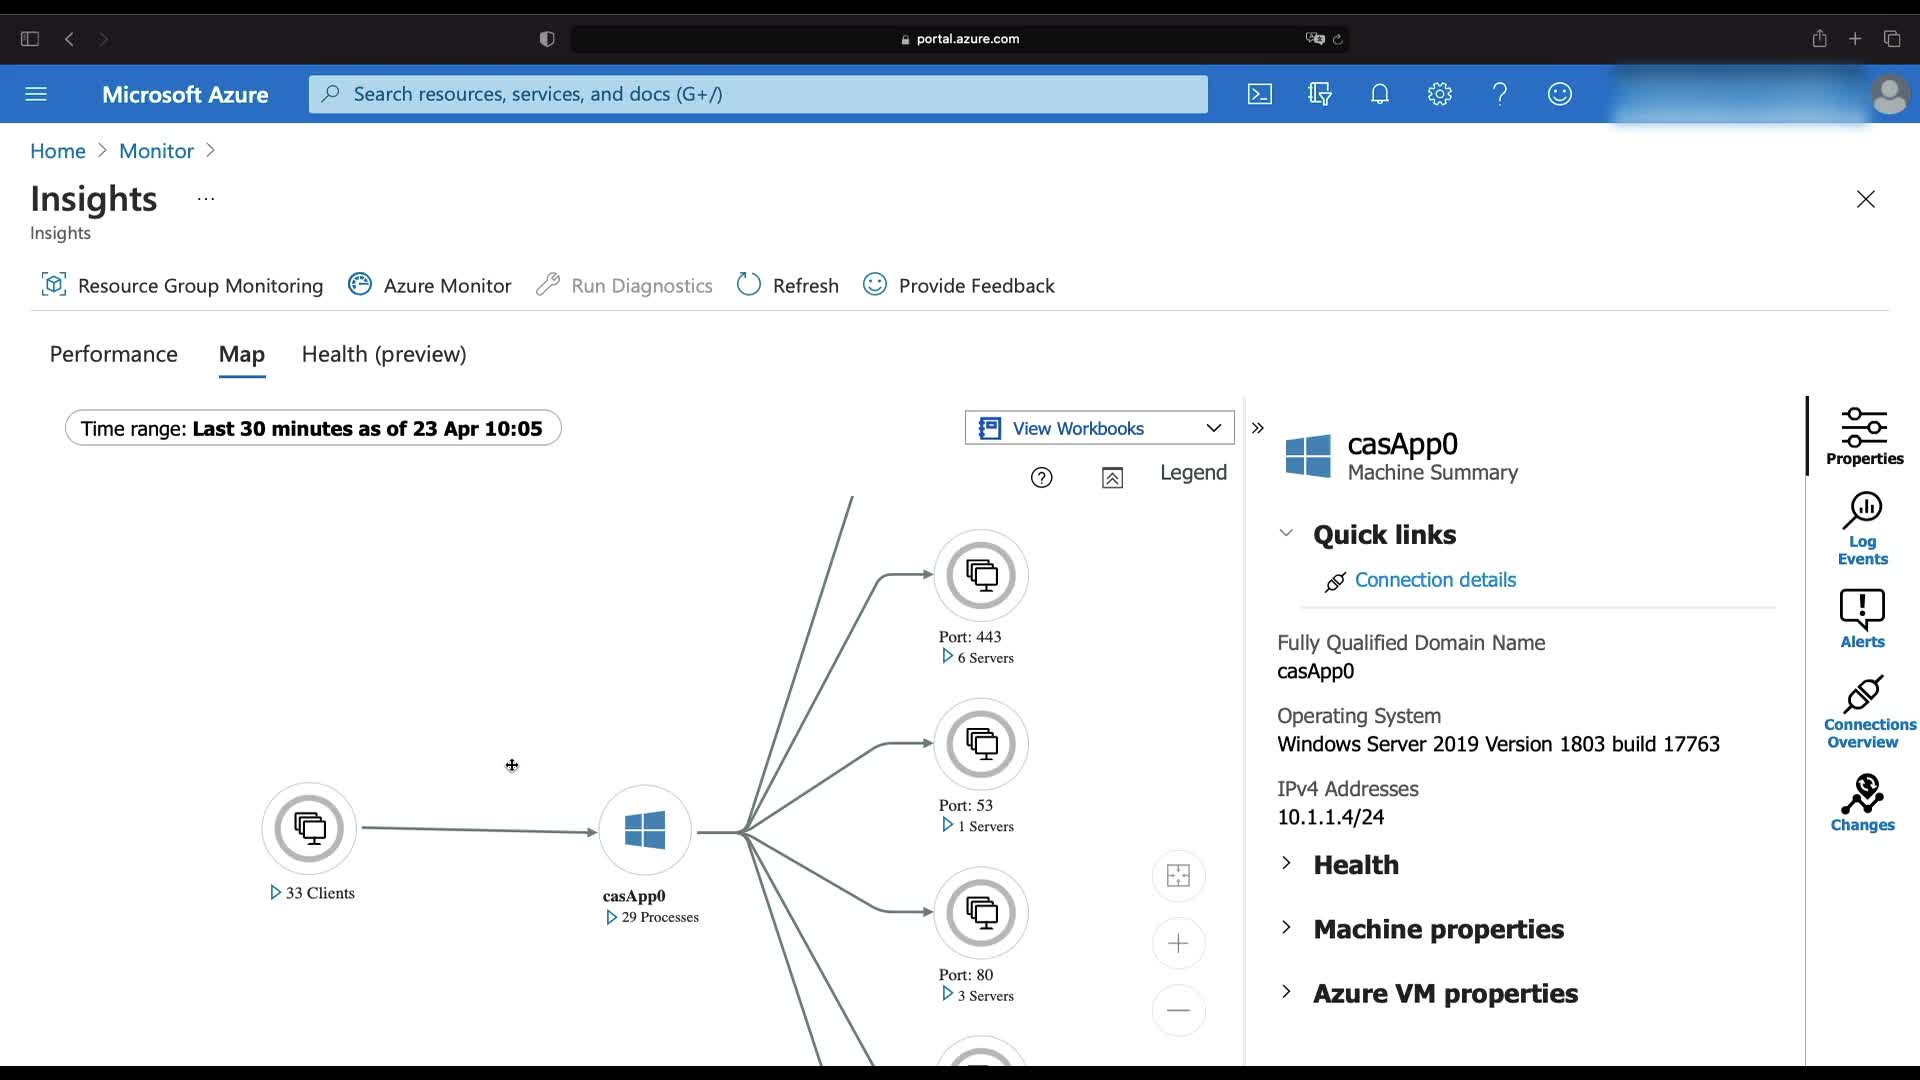 portal.azure.com
Microsoft Azure
Search resources, services, and docs (G+/)
Home > Monitor >
Insights ...
Insights
Resource Group Monitoring
Azure Monitor
Run Diagnostics
Refresh
Provide Feedback
Performance
Map
Health (preview)
Time range: Last 30 minutes as of 23 Apr 10:05
View Workbooks
Legend
Port: 443
6 Servers
Port: 53
1 Servers
33 Clients
casApp0
29 Processes
Port: 80
3 Servers
casApp0
Machine Summary
Quick links
Connection details
Fully Qualified Domain Name
casApp0
Operating System
Windows Server 2019 Version 1803 build 17763
IPv4 Addresses
10.1.1.4/24
Health
Machine properties
Azure VM properties
Properties
Log
Events
Alerts
Connections
Overview
Changes